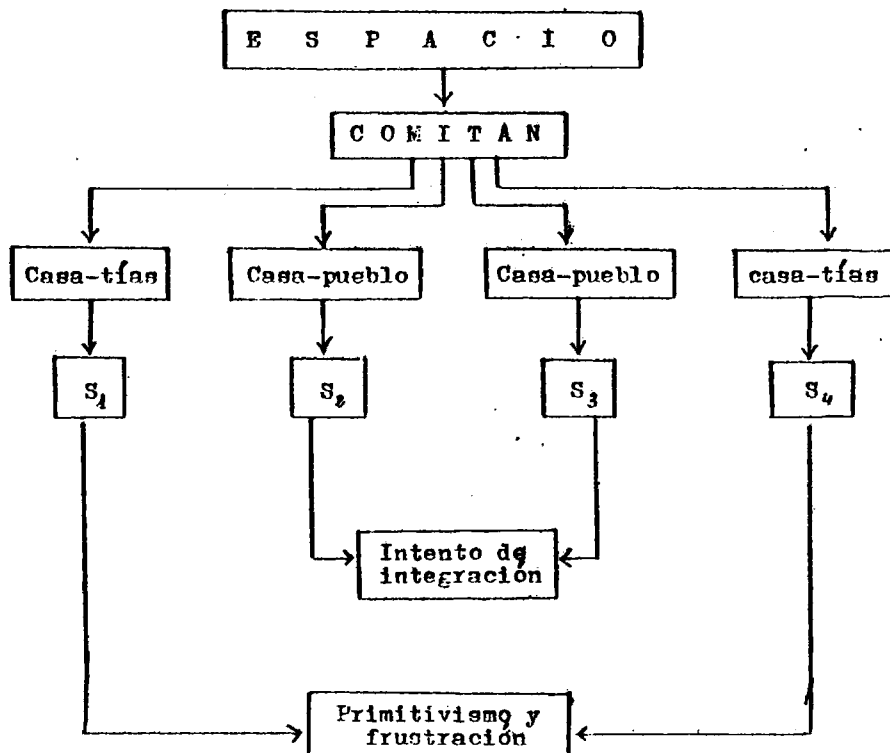 E S P A C I O
C O M I T A N
Casa-tías
Casa-pueblo
Casa-pueblo
casa-tías
S1
S2
S3
S4
Intento de
integración
Primitivismo y
frustración